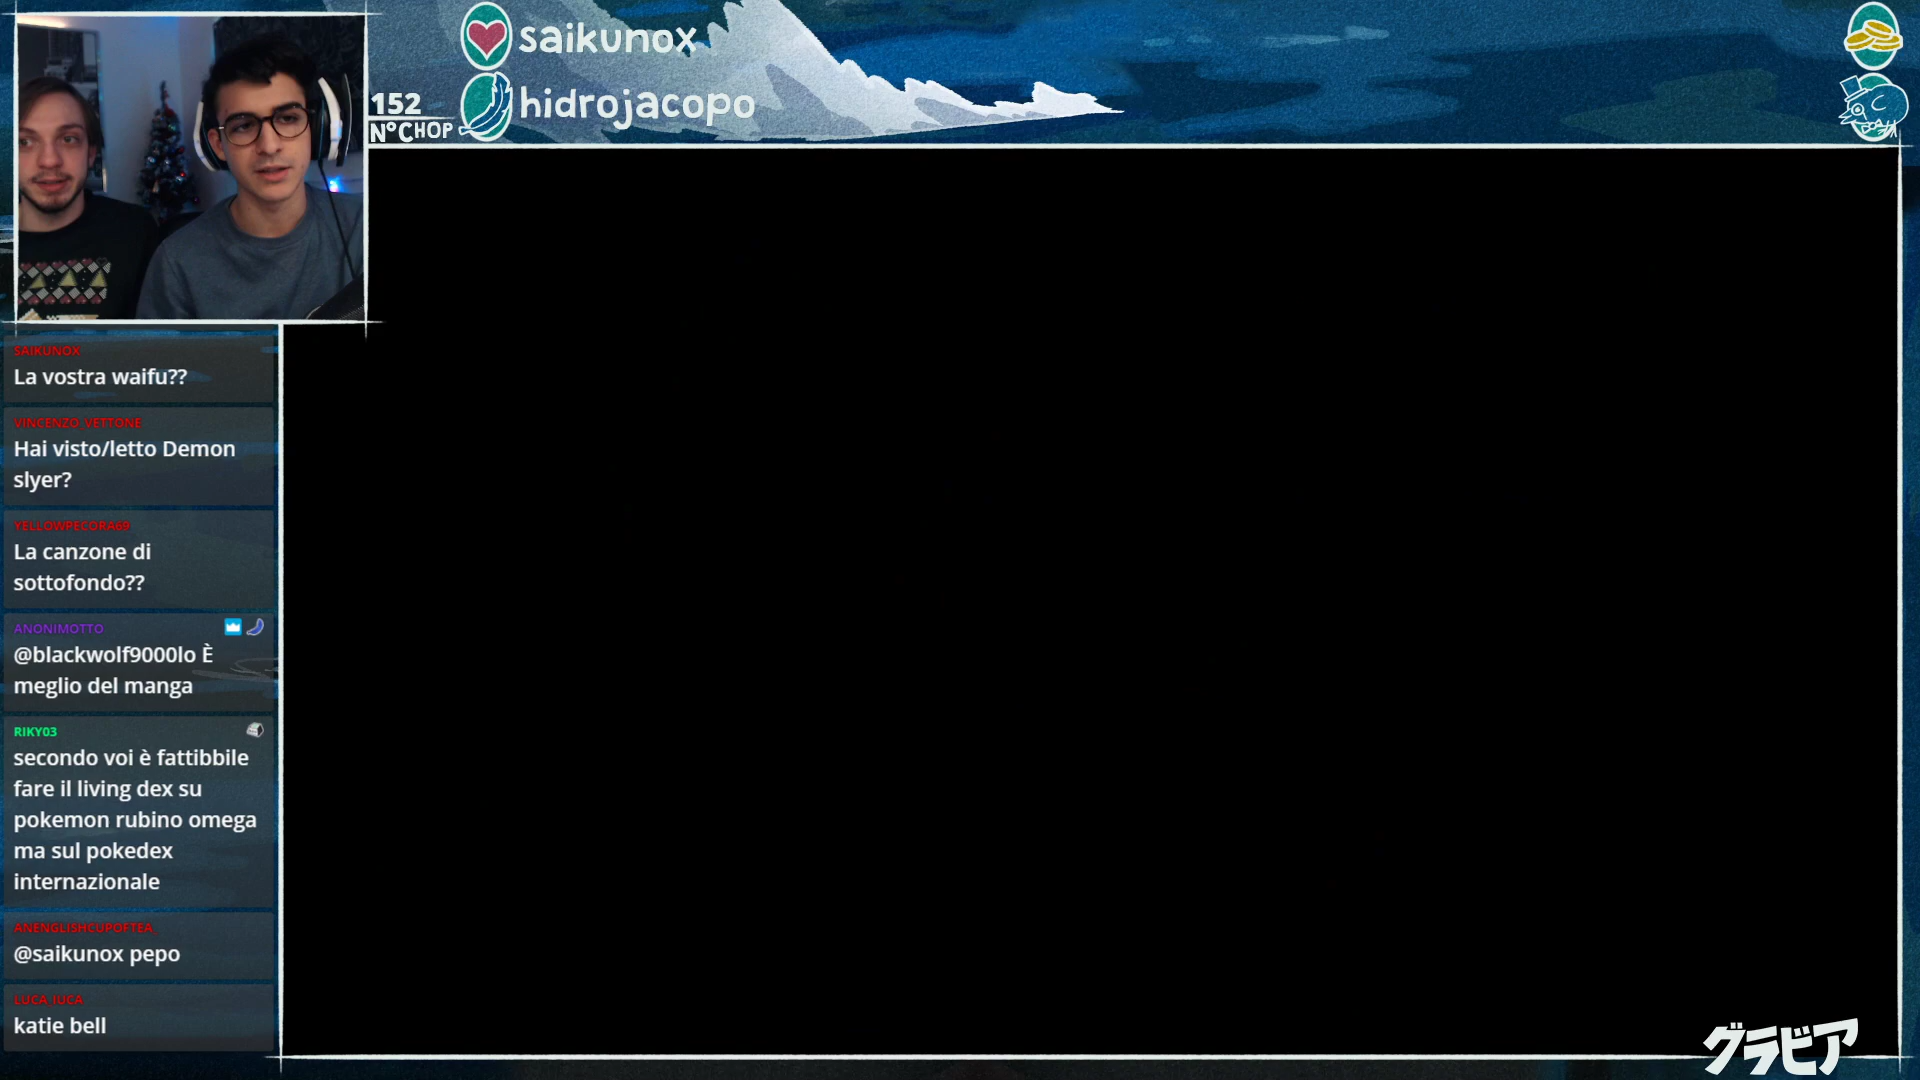 saikunox
152
N°CHOP
hidrojacopo
SAIKUNOX
La vostra waifu??
VINCENZO_VETTONE
Hai visto/letto Demon
slyer?
YELLOWPECORA69
La canzone di
sottofondo??
ANONIMOTTO
@blackwolf9000lo È
meglio del manga
RIKY03
secondo voi è fattibbile
fare il living dex su
pokemon rubino omega
ma sul pokedex
internazionale
ANENGLISHCUPOFTEA_
@saikunox pepo
LUCA_IUCA
katie bell
グラビア